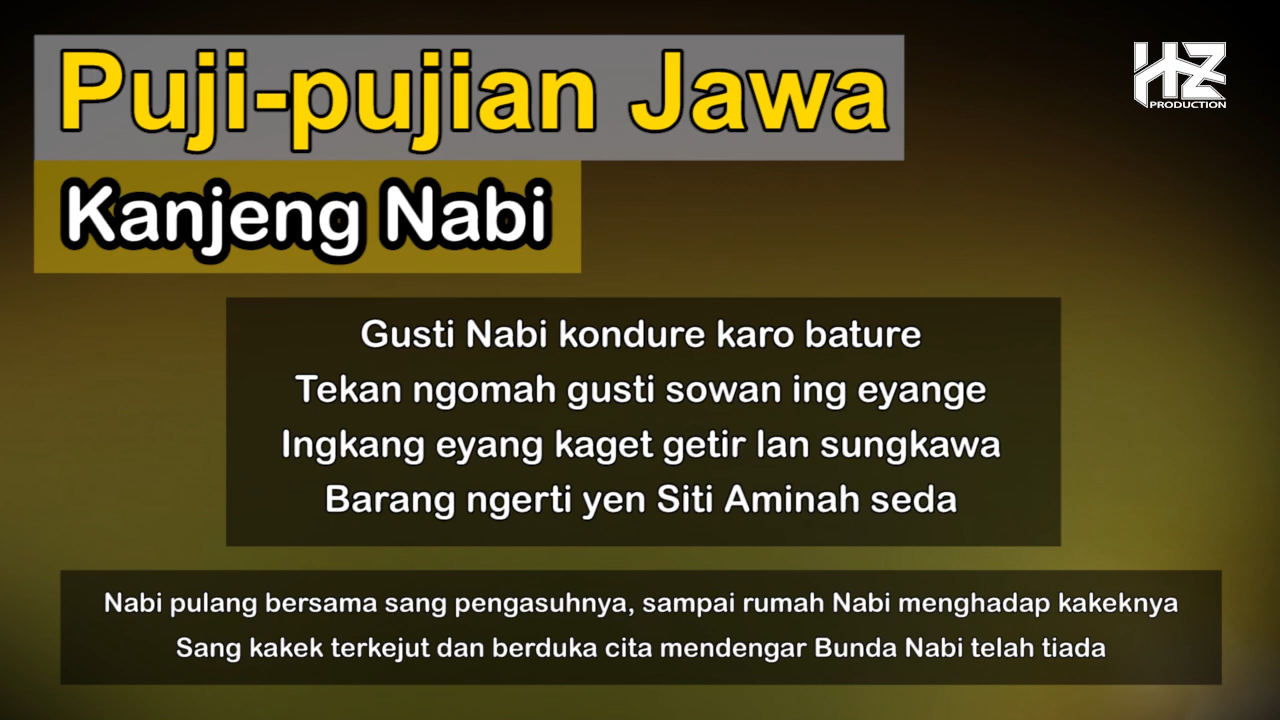 Puji-pujian Jawa
HZ
PRODUCTION
Kanjeng Nabi
Gusti Nabi kondure karo bature
Tekan ngomah gusti sowan ing eyange
Ingkang eyang kaget getir lan sungkawa
Barang ngerti yen Siti Aminah seda
Nabi pulang bersama sang pengasuhnya, sampai rumah Nabi menghadap kakeknya
Sang kakek terkejut dan berduka cita mendengar Bunda Nabi telah tiada